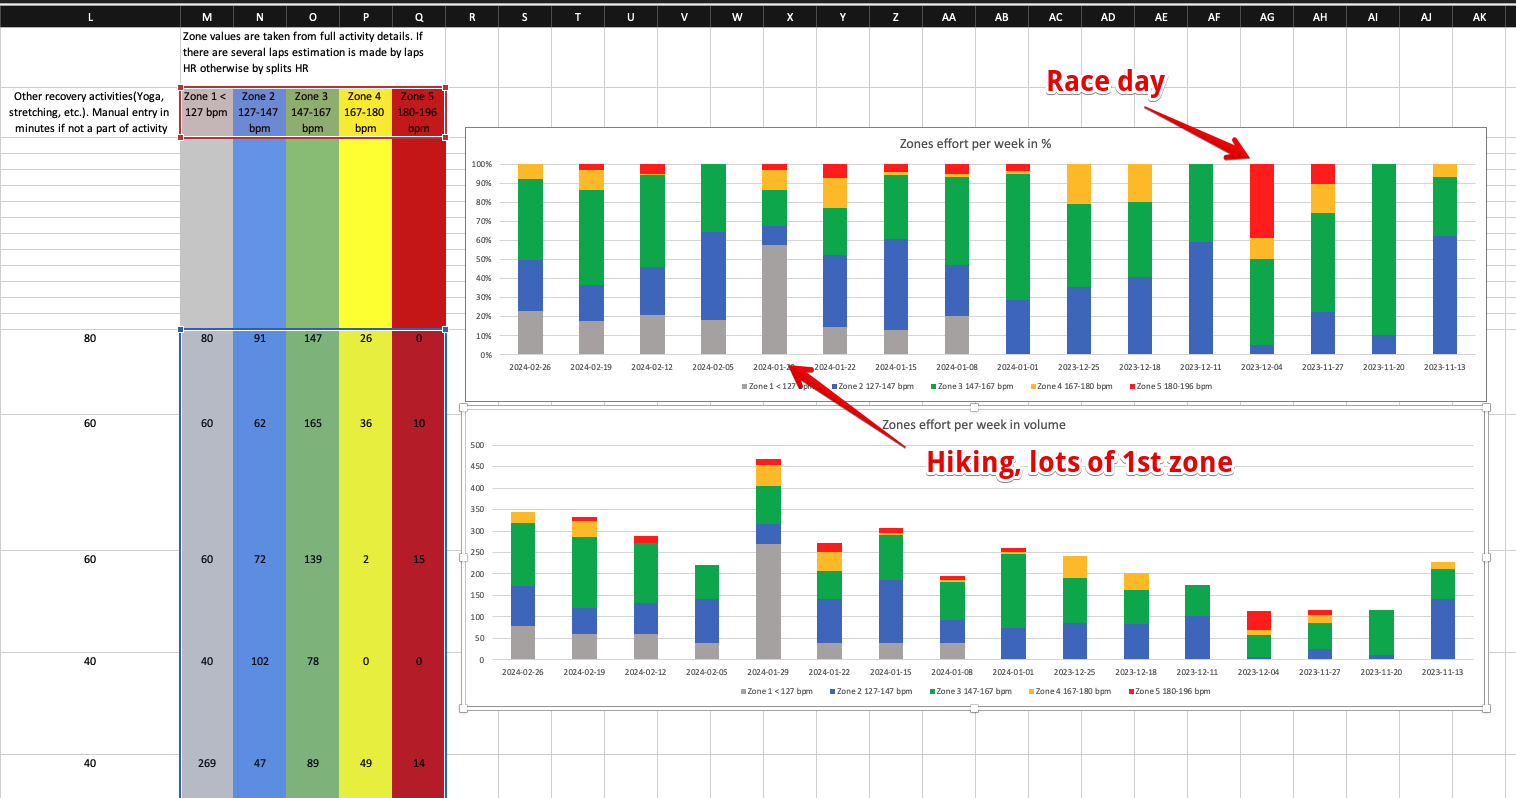 L M N O P Q R S T U V W X Y Z AA AB AC AD AE AF AG AH AI AJ AK
Zone values are taken from full activity details. If
there are several laps estimation is made by laps
HR otherwise by splits HR
Other recovery activities(Yoga,
stretching, etc.). Manual entry in
minutes if not a part of activity
Zone 1 <
127 bpm
Zone 2
127-147
bpm
Zone 3
147-167
bpm
Zone 4
167-180
bpm
Zone 5
180-196
bpm
Race day
Zones effort per week in %
100%
90%
80%
70%
60%
50%
40%
30%
20%
10%
0%
2024-02-26 2024-02-19 2024-02-12 2024-02-05 2024-01-22 2024-01-15 2024-01-08 2024-01-01 2023-12-25 2023-12-18 2023-12-11 2023-12-04 2023-11-27 2023-11-20 2023-11-13
Zone 1 < 127 Zone 2 127-147 bpm Zone 3 147-167 bpm Zone 4 167-180 bpm Zone 5 180-196 bpm
Hiking, lots of 1st zone
Zones effort per week in volume
500
450
400
350
300
250
200
150
100
50
0
2024-02-26 2024-02-19 2024-02-12 2024-02-05 2024-01-29 2024-01-22 2024-01-15 2024-01-08 2024-01-01 2023-12-25 2023-12-18 2023-12-11 2023-12-04 2023-11-27 2023-11-20 2023-11-13
Zone 1 < 127 bpm Zone 2 127-147 bpm Zone 3 147-167 bpm Zone 4 167-180 bpm Zone 5 180-196 bpm
80 80 91 147 26 0
60 60 62 165 36 10
60 60 72 139 2 15
40 40 102 78 0 0
40 269 47 89 49 14